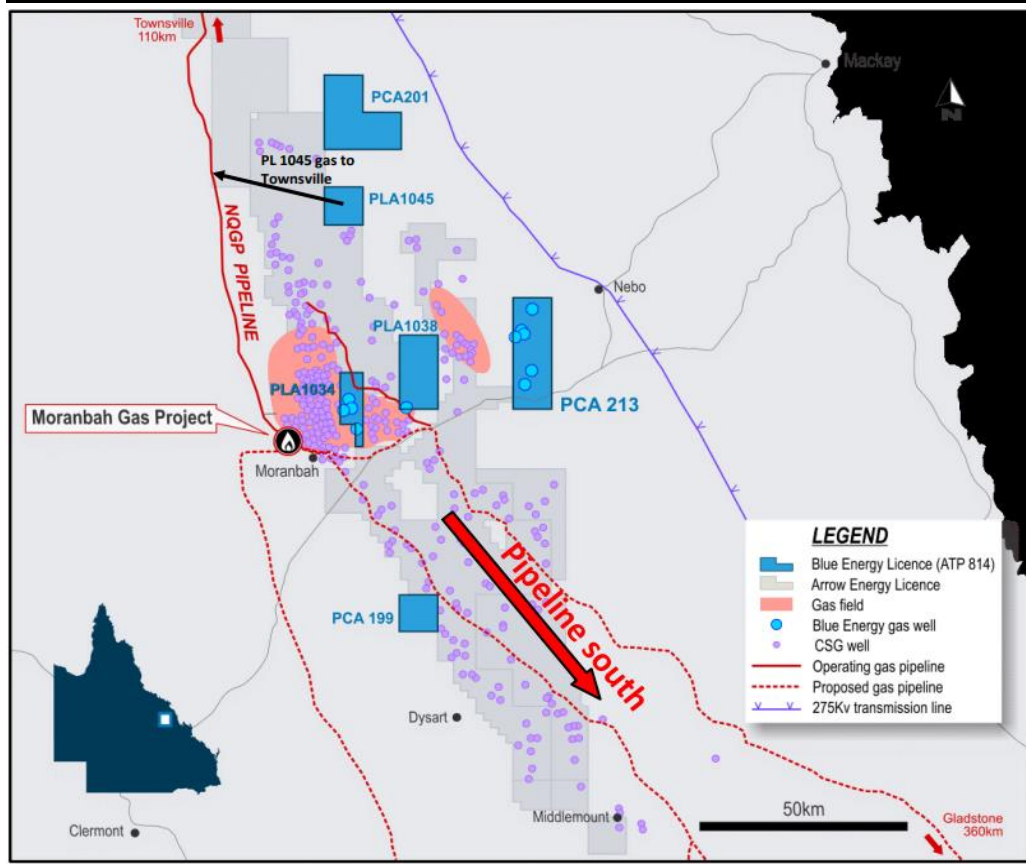 Townsville
110km
Mackay
N
PCA201
PL 1045 gas to
Townsville
PLA1045
NQGP PIPELINE
Nebo
PLA1038
PLA1034
PCA 213
Moranbah Gas Project
Moranbah
Pipeline south
PCA 199
Dysart
Middlemount
Clermont
50km
Gladstone
360km
LEGEND
Blue Energy Licence (ATP 814)
Arrow Energy Licence
Gas field
Blue Energy gas well
CSG well
Operating gas pipeline
Proposed gas pipeline
275Kv transmission line